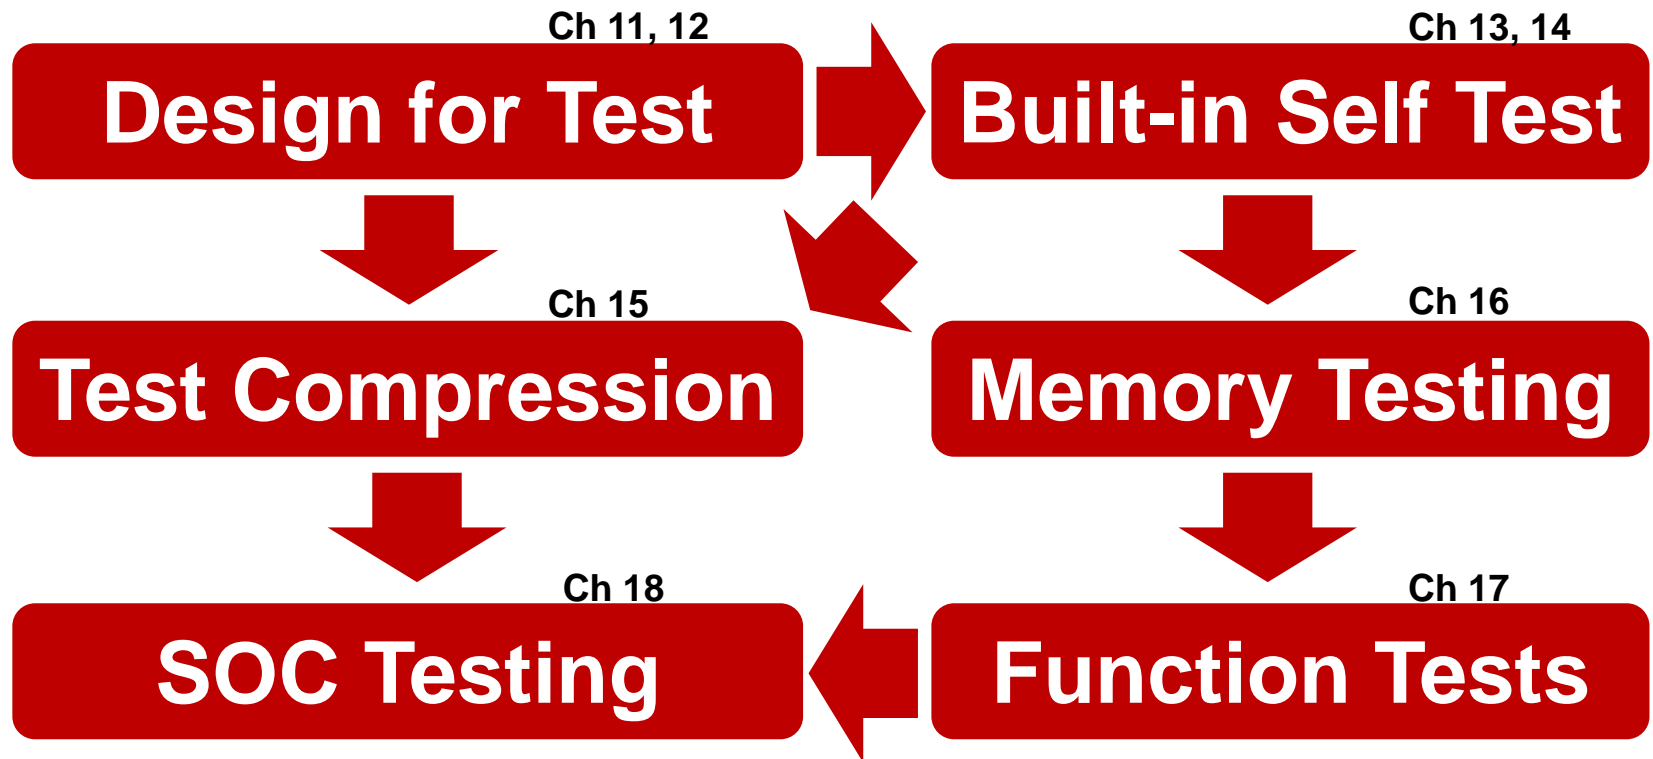 Ch 11, 12
Design for Test
Ch 13, 14
Built-in Self Test
Ch 15
Test Compression
Ch 16
Memory Testing
Ch 18
SOC Testing
Ch 17
Function Tests